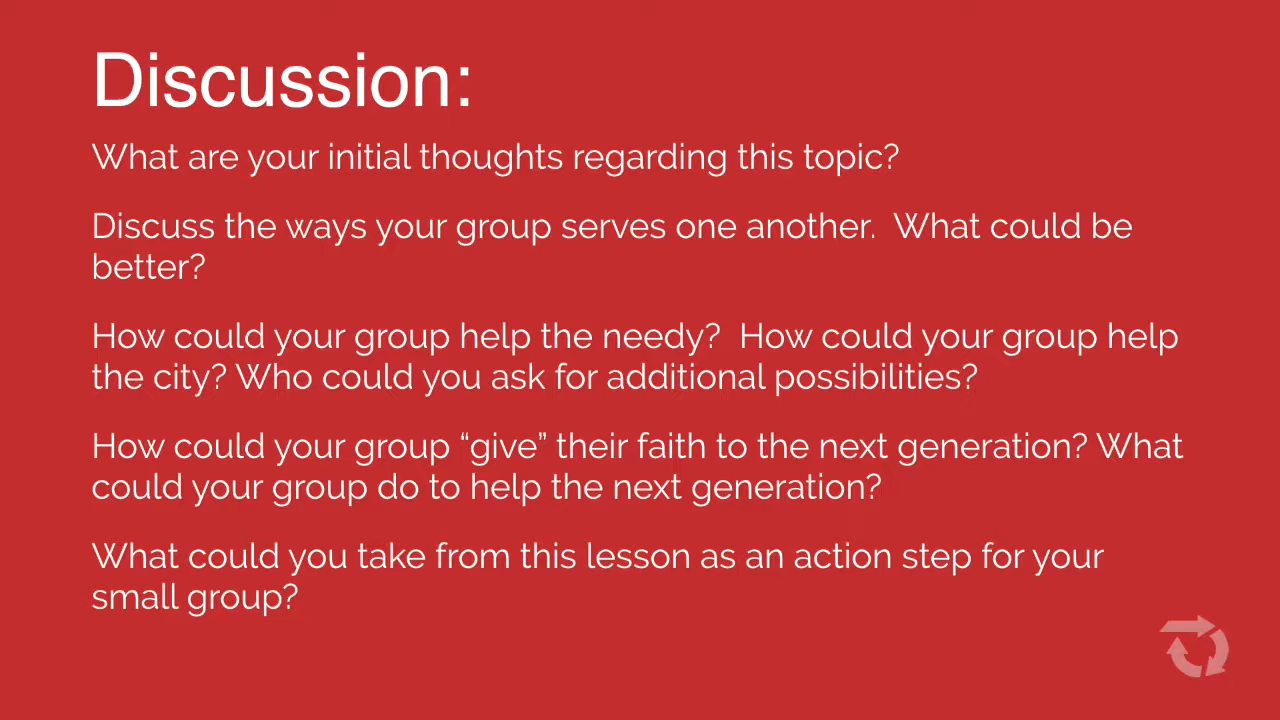 Discussion:
What are your initial thoughts regarding this topic?
Discuss the ways your group serves one another.  What could be
better?
How could your group help the needy?  How could your group help
the city? Who could you ask for additional possibilities?
How could your group “give” their faith to the next generation? What
could your group do to help the next generation?
What could you take from this lesson as an action step for your
small group?